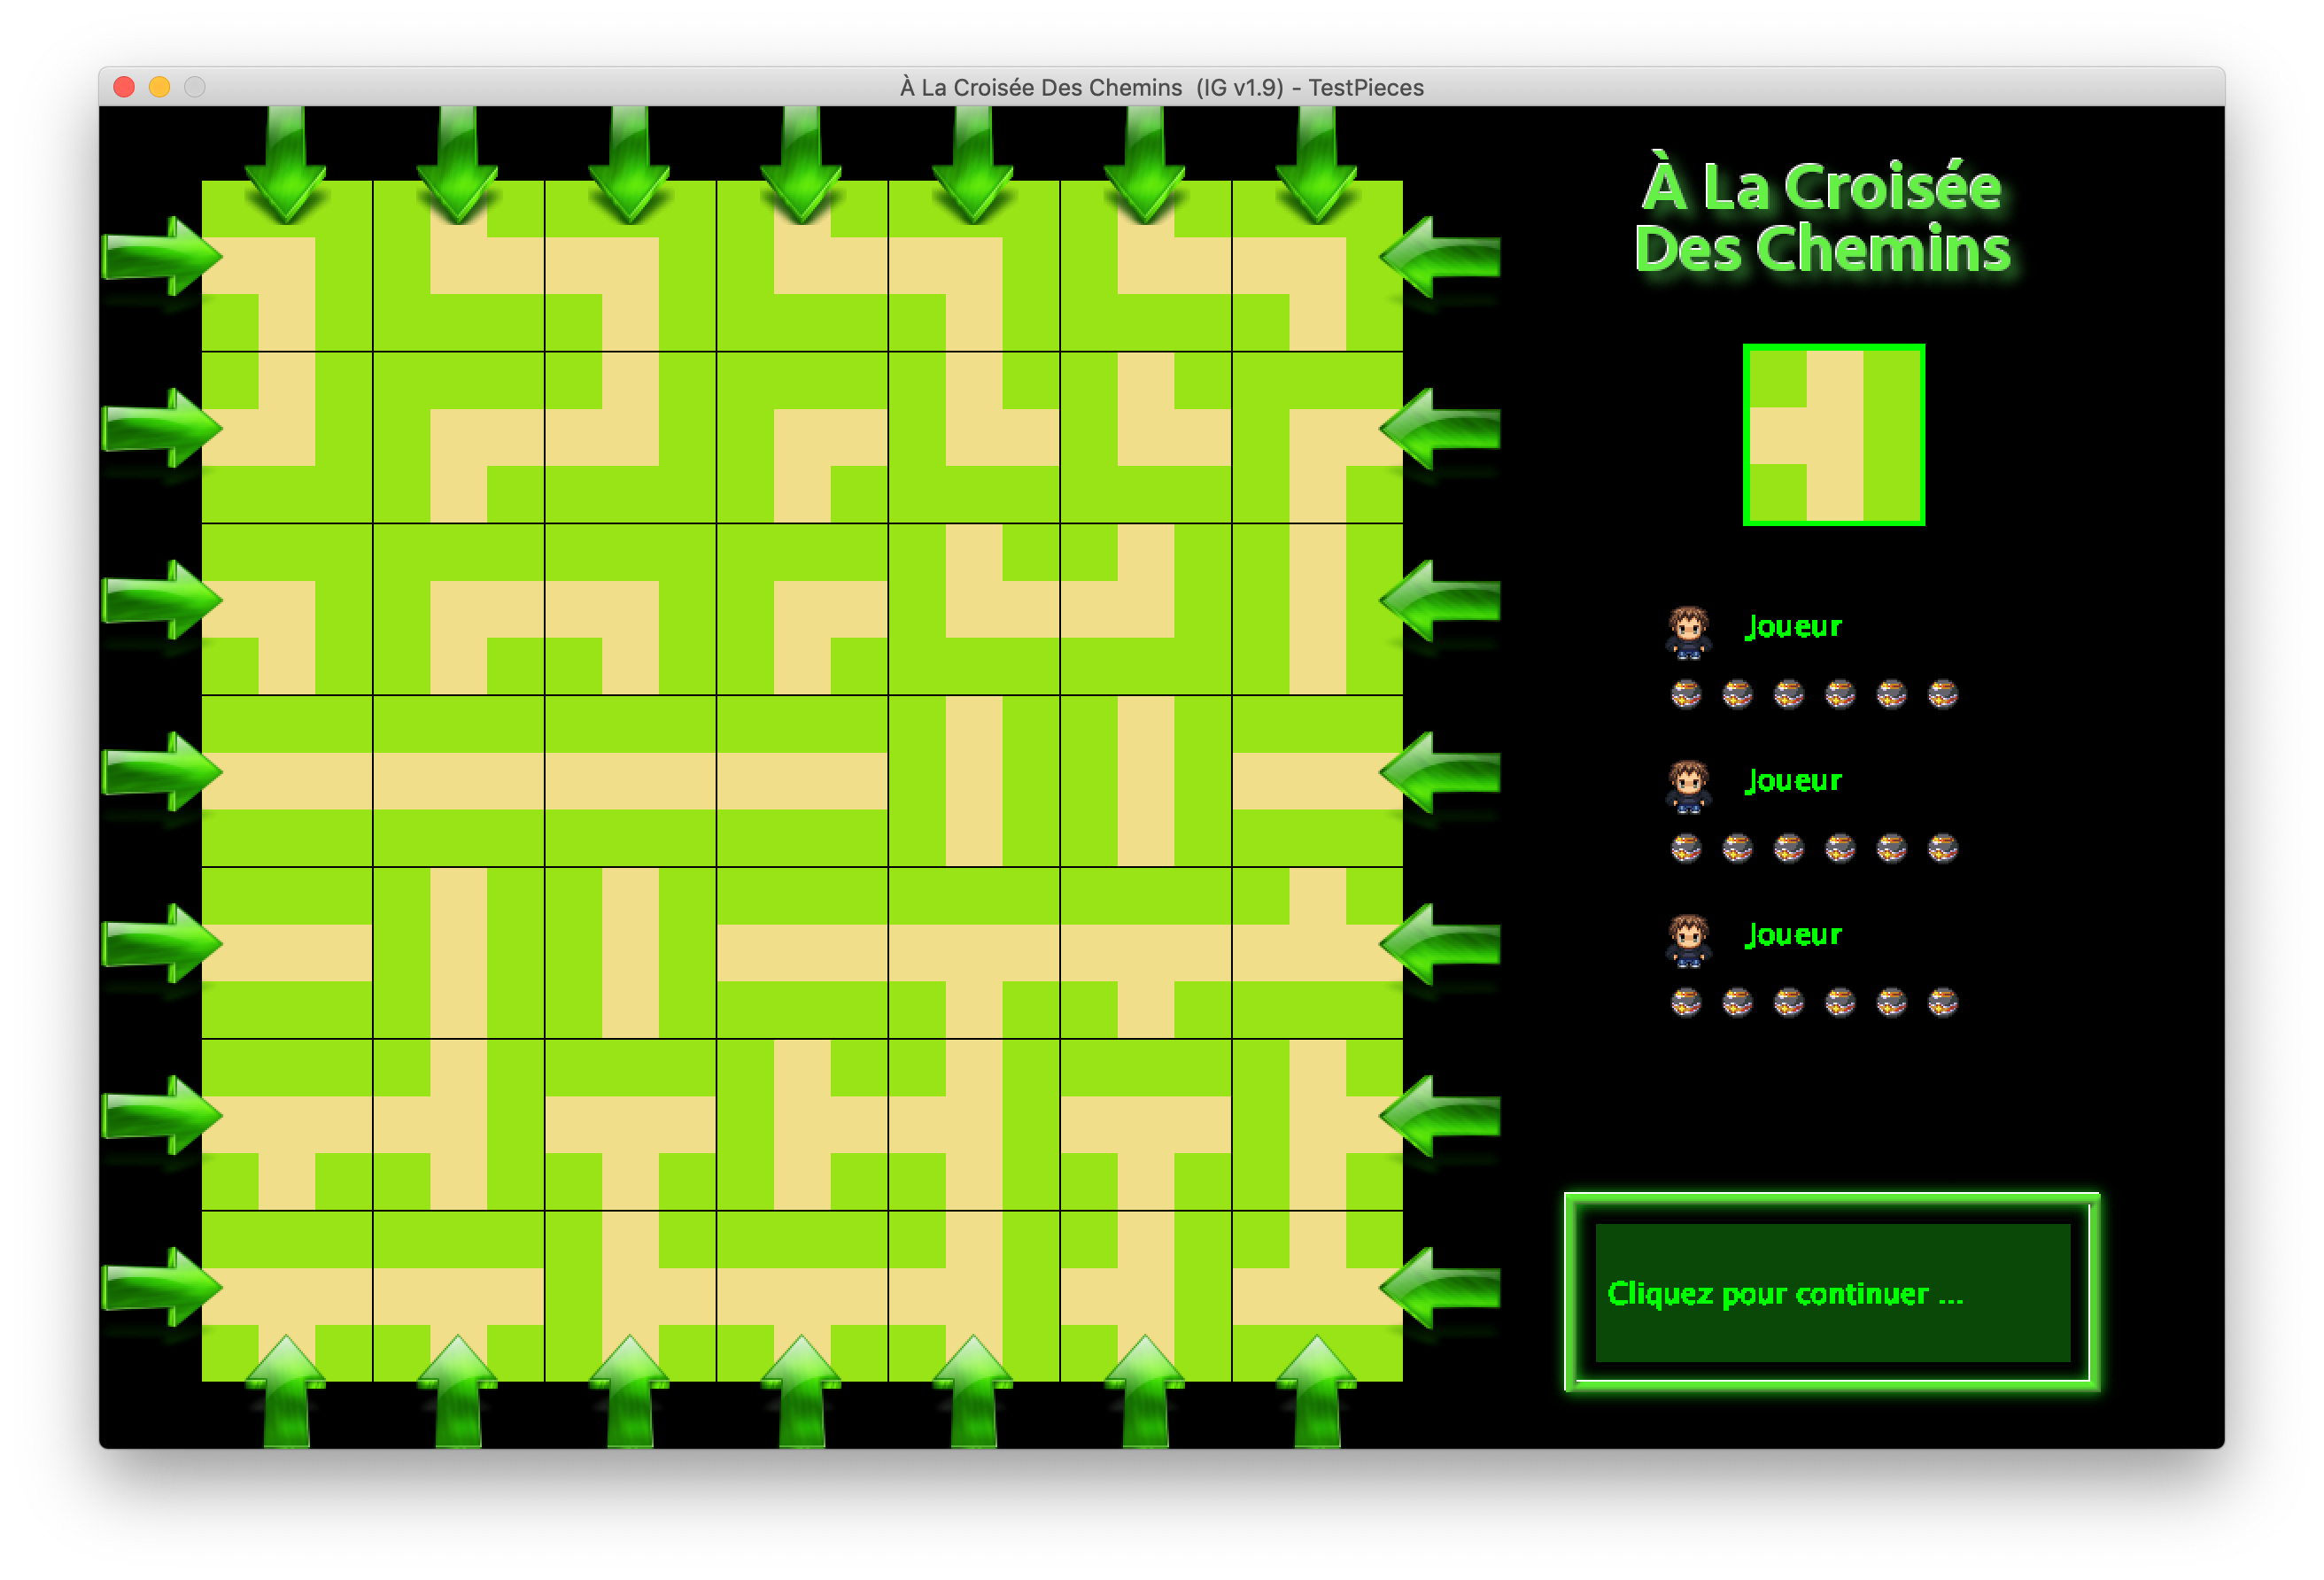 À La Croisée Des Chemins  (IG v1.9) - TestPieces
À La Croisée
Des Chemins
Joueur
Joueur
Joueur
Cliquez pour continuer ...